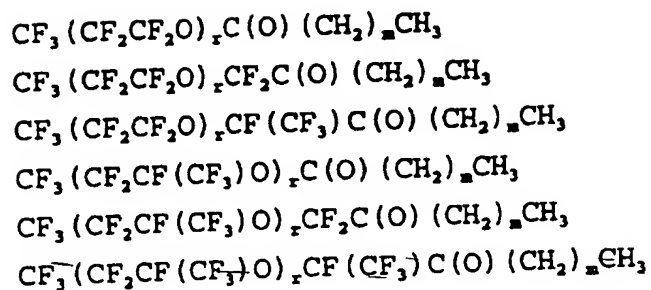 CF₃(CF₂CF₂O)ᵣC(O) (CH₂)ₘCH₃
CF₃(CF₂CF₂O)ᵣCF₂C(O) (CH₂)ₘCH₃
CF₃(CF₂CF₂O)ᵣCF(CF₃)C(O) (CH₂)ₘCH₃
CF₃(CF₂CF(CF₃)O)ᵣC(O) (CH₂)ₘCH₃
CF₃(CF₂CF(CF₃)O)ᵣCF₂C(O) (CH₂)ₘCH₃
CF₃(CF₂CF(CF₃)O)ᵣCF(CF₃)C(O) (CH₂)ₘCH₃